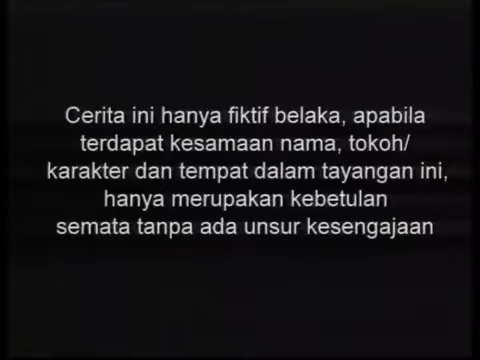 Cerita ini hanya fiktif belaka, apabila
terdapat kesamaan nama, tokoh/
karakter dan tempat dalam tayangan ini,
hanya merupakan kebetulan
semata tanpa ada unsur kesengajaan